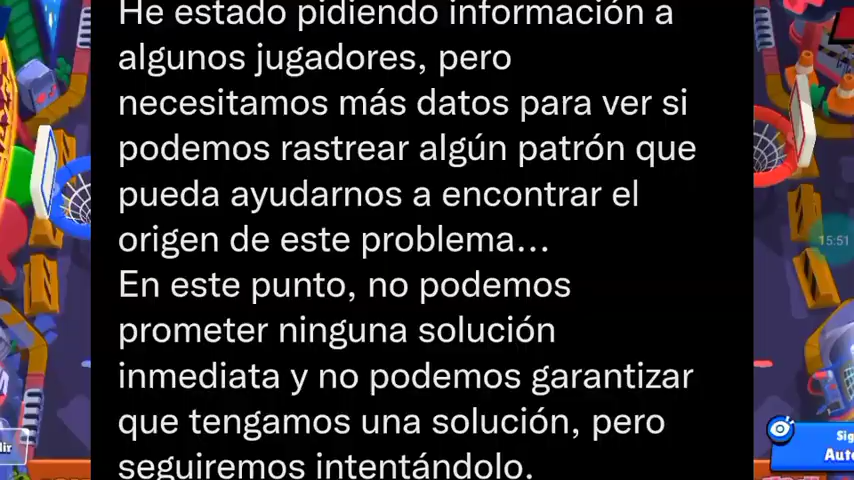 He estado pidiendo información a
algunos jugadores, pero
necesitamos más datos para ver si
podemos rastrear algún patrón que
pueda ayudarnos a encontrar el
origen de este problema...
En este punto, no podemos
prometer ninguna solución
inmediata y no podemos garantizar
que tengamos una solución, pero
seguiremos intentándolo.
15:51